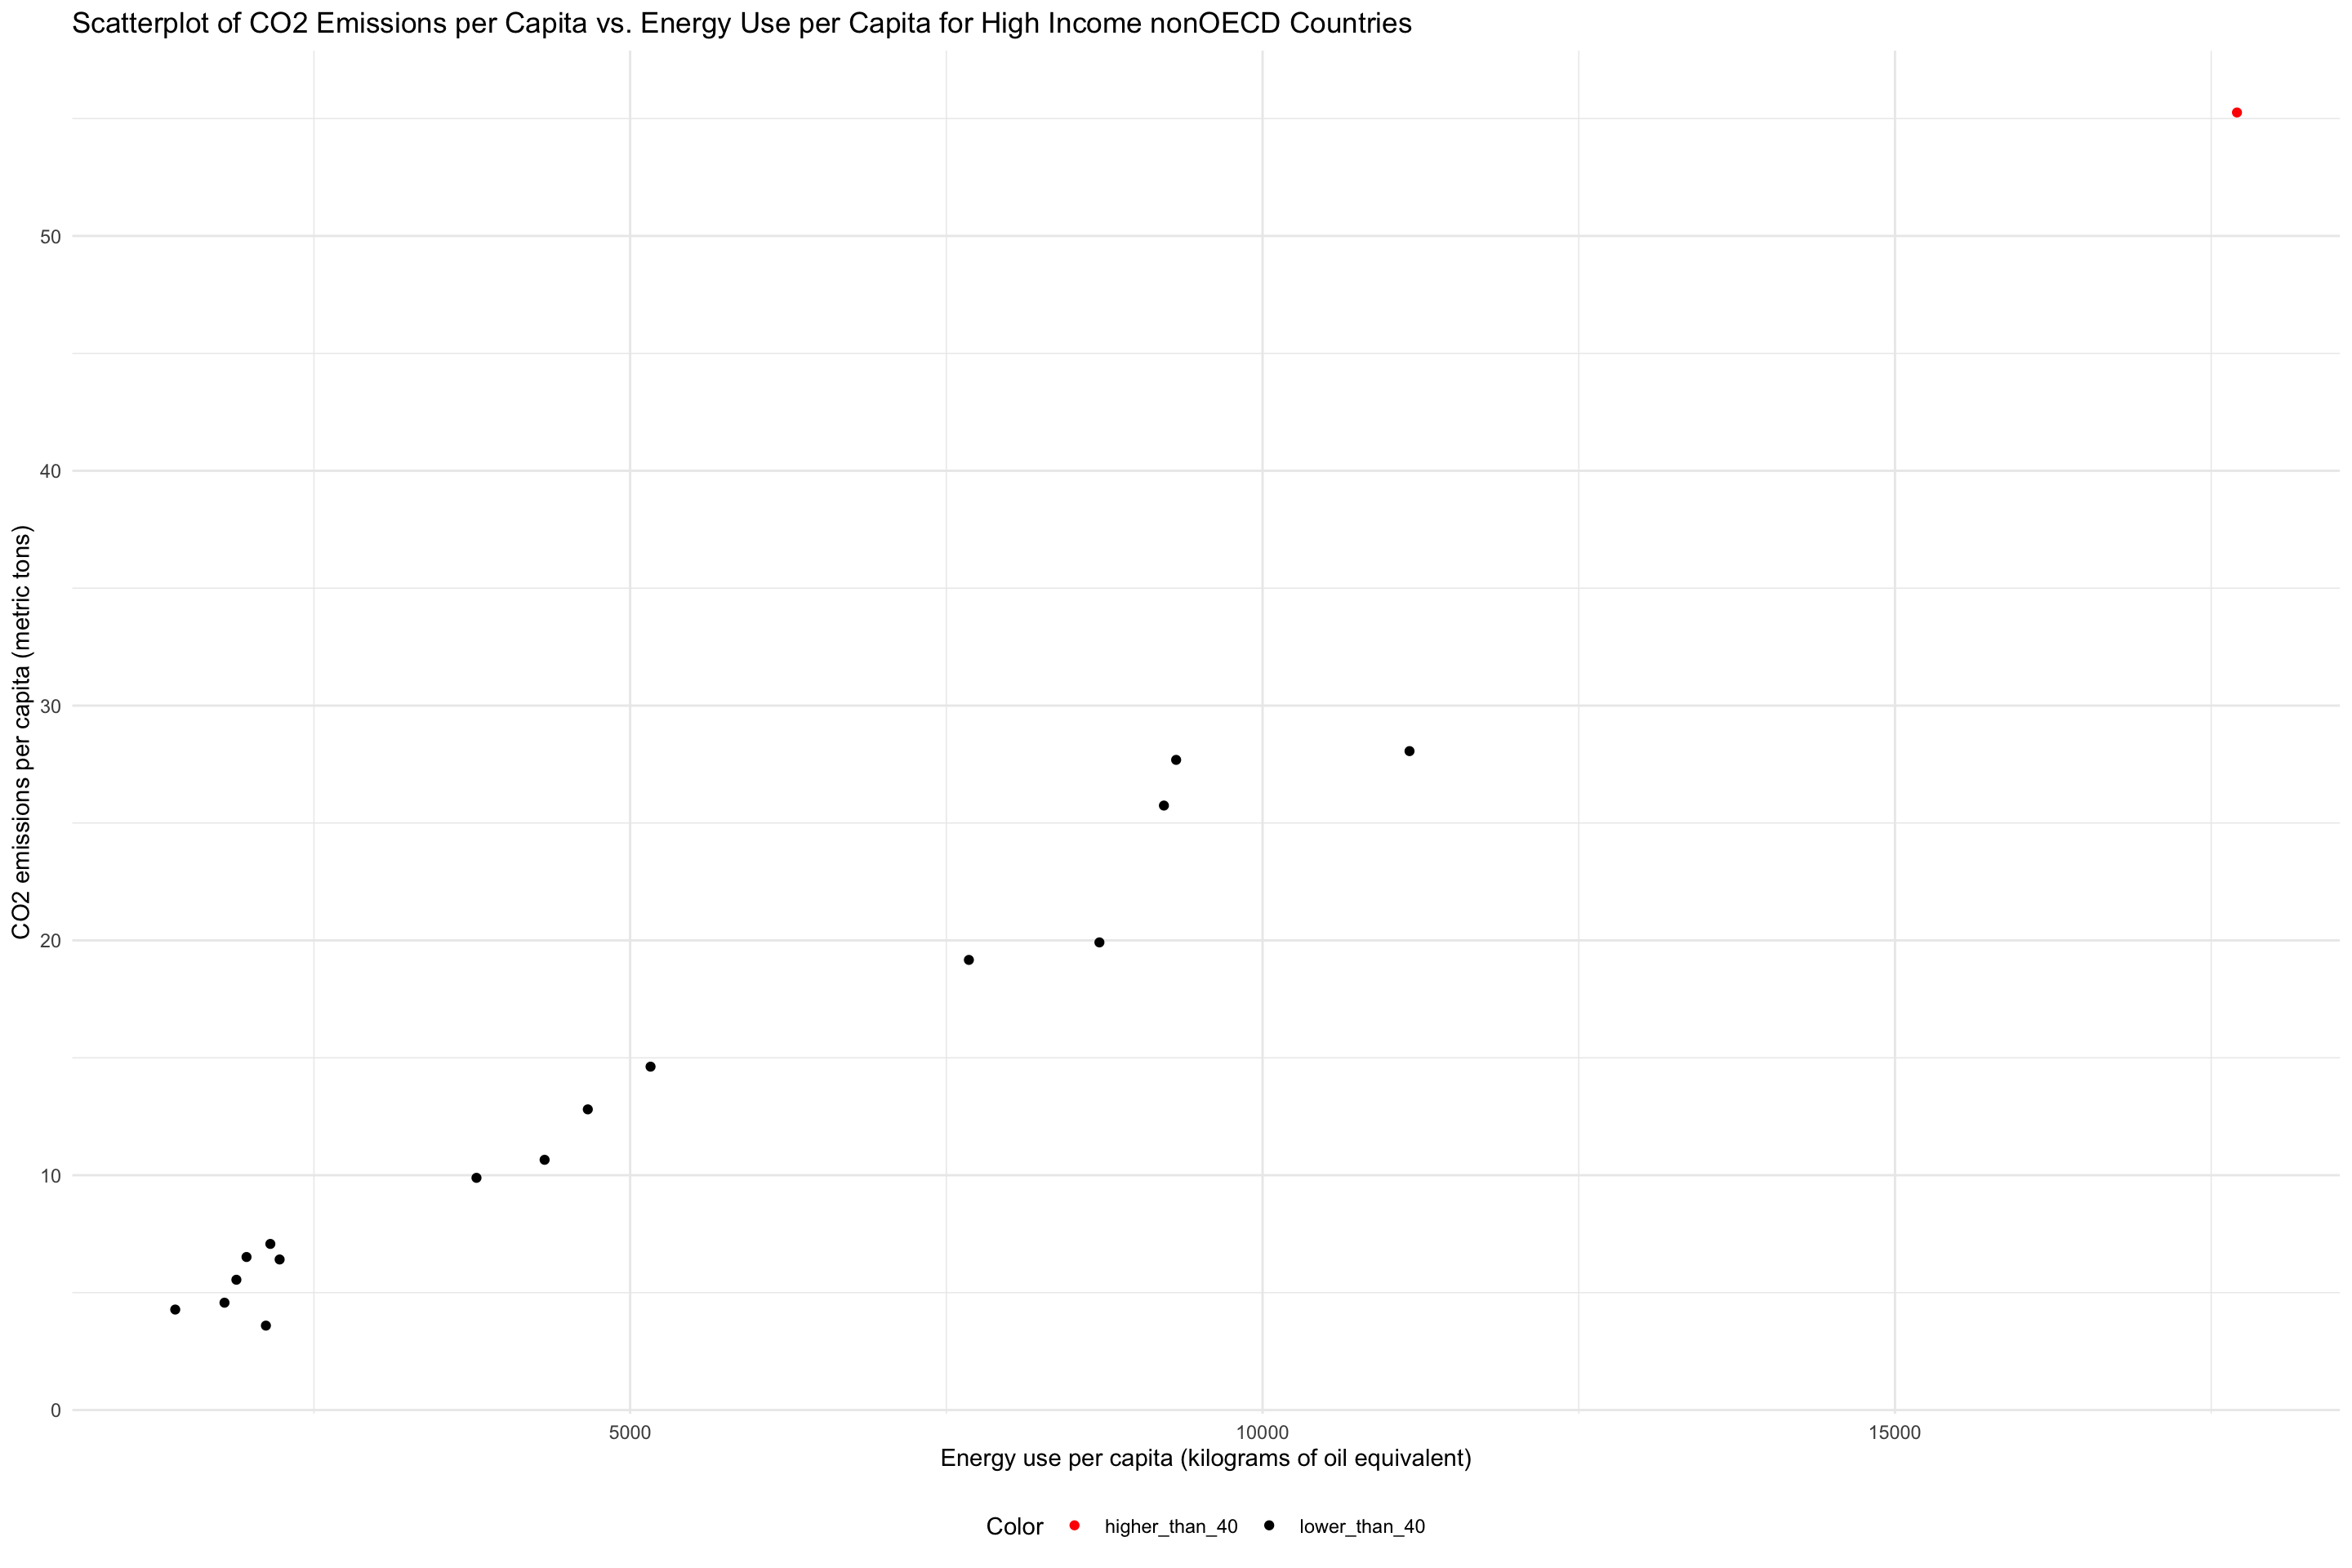 Scatterplot of CO2 Emissions per Capita vs. Energy Use per Capita for High Income nonOECD Countries
CO2 emissions per capita (metric tons)
50
40
30
20
10
0
5000 10000 15000
Energy use per capita (kilograms of oil equivalent)
Color higher_than_40 lower_than_40